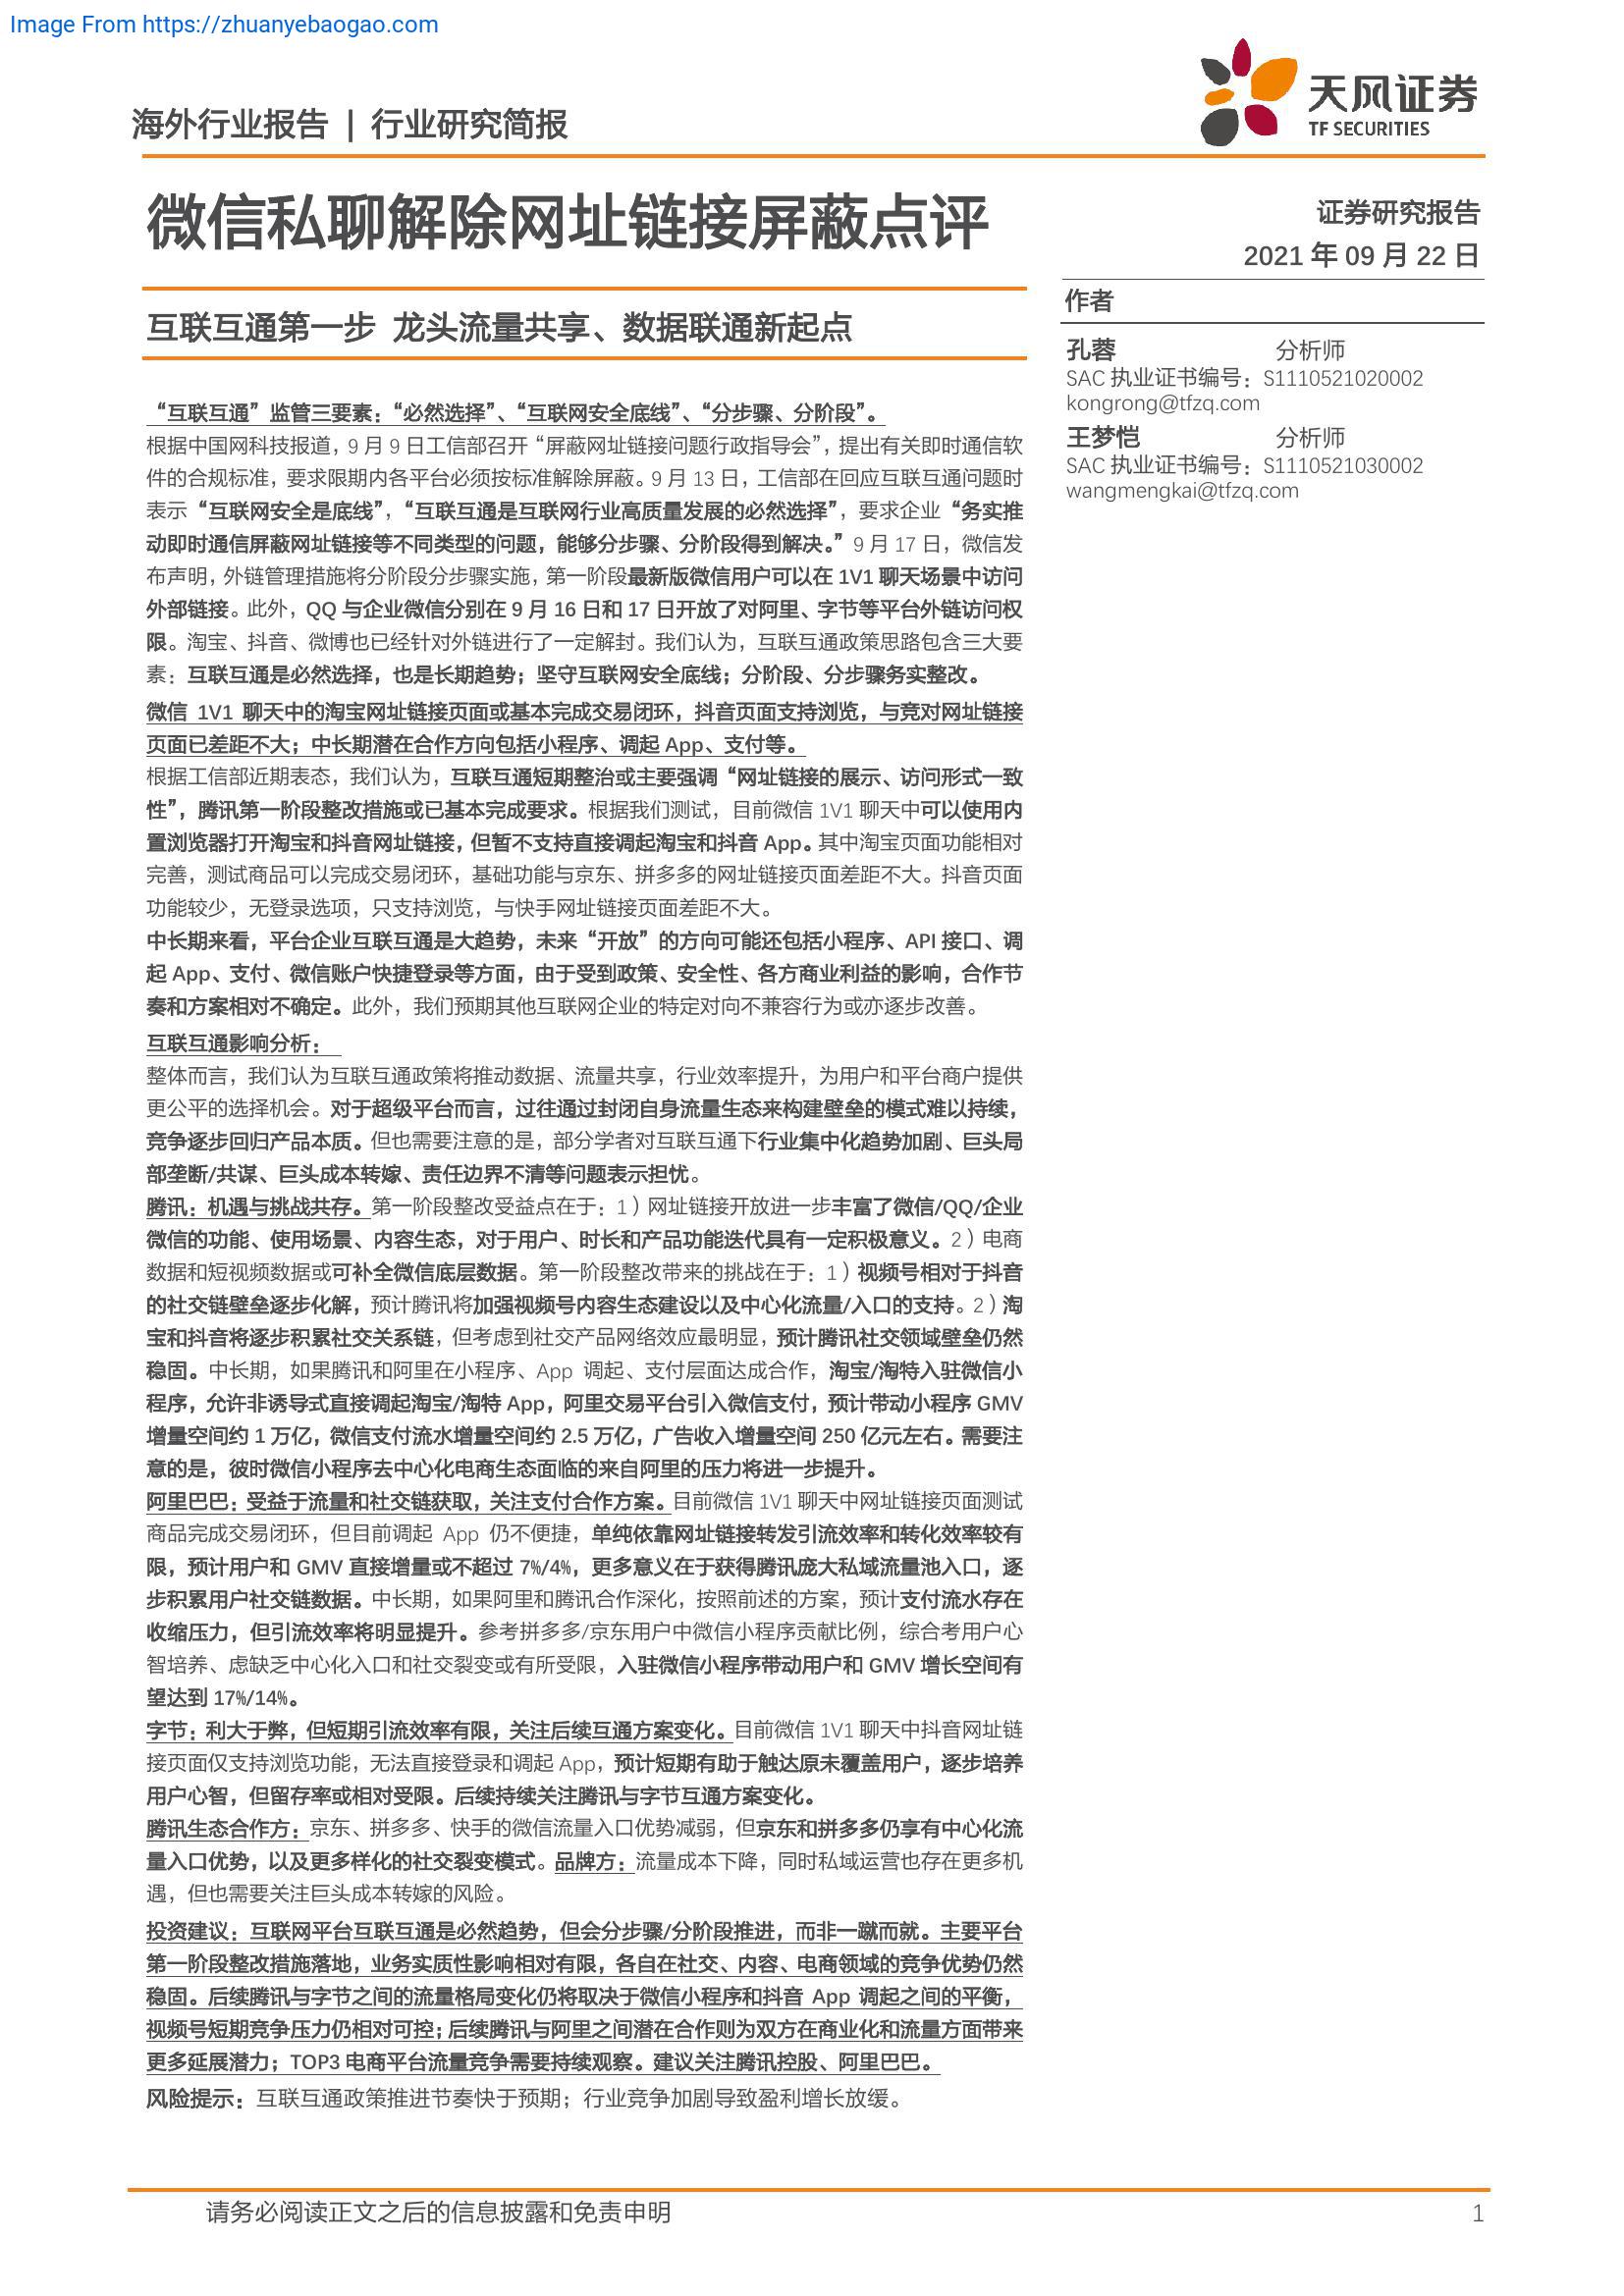 Image From https://zhuanyebaogao.com
海外行业报告 | 行业研究简报
天风证券
TF SECURITIES
微信私聊解除网址链接屏蔽点评
证券研究报告
2021 年 09 月 22 日
互联互通第一步 龙头流量共享、数据联通新起点
作者
孔蓉 分析师
SAC 执业证书编号：S1110521020002
kongrong@tfzq.com
王梦恺 分析师
SAC 执业证书编号：S1110521030002
wangmengkai@tfzq.com
“互联互通”监管三要素：“必然选择”、“互联网安全底线”、“分步骤、分阶段”。
根据中国网科技报道，9 月 9 日工信部召开“屏蔽网址链接问题行政指导会”，提出有关即时通信软
件的合规标准，要求限期内各平台必须按标准解除屏蔽。9 月 13 日，工信部在回应互联互通问题时
表示“互联网安全是底线”，“互联互通是互联网行业高质量发展的必然选择”，要求企业“务实推
动即时通信屏蔽网址链接等不同类型的问题，能够分步骤、分阶段得到解决。”9 月 17 日，微信发
布声明，外链管理措施将分阶段分步骤实施，第一阶段最新版微信用户可以在 1V1 聊天场景中访问
外部链接。此外，QQ 与企业微信分别在 9 月 16 日和 17 日开放了对阿里、字节等平台外链访问权
限。淘宝、抖音、微博也已经针对外链进行了一定解封。我们认为，互联互通政策思路包含三大要
素：互联互通是必然选择，也是长期趋势；坚守互联网安全底线；分阶段、分步骤务实整改。
微信 1V1 聊天中的淘宝网址链接页面或基本完成交易闭环，抖音页面支持浏览，与竞对网址链接
页面已差距不大；中长期潜在合作方向包括小程序、调起 App、支付等。
根据工信部近期表态，我们认为，互联互通短期整治或主要强调“网址链接的展示、访问形式一致
性”，腾讯第一阶段整改措施或已基本完成要求。根据我们测试，目前微信 1V1 聊天中可以使用内
置浏览器打开淘宝和抖音网址链接，但暂不支持直接调起淘宝和抖音 App。其中淘宝页面功能相对
完善，测试商品可以完成交易闭环，基础功能与京东、拼多多的网址链接页面差距不大。抖音页面
功能较少，无登录选项，只支持浏览，与快手网址链接页面差距不大。
中长期来看，平台企业互联互通是大趋势，未来“开放”的方向可能还包括小程序、API 接口、调
起 App、支付、微信账户快捷登录等方面，由于受到政策、安全性、各方商业利益的影响，合作节
奏和方案相对不确定。此外，我们预期其他互联网企业的特定对向不兼容行为或亦逐步改善。
互联互通影响分析：
整体而言，我们认为互联互通政策将推动数据、流量共享，行业效率提升，为用户和平台商户提供
更公平的选择机会。对于超级平台而言，过往通过封闭自身流量生态来构建壁垒的模式难以持续，
竞争逐步回归产品本质。但也需要注意的是，部分学者对互联互通下行业集中化趋势加剧、巨头局
部垄断/共谋、巨头成本转嫁、责任边界不清等问题表示担忧。
腾讯：机遇与挑战共存。第一阶段整改受益点在于：1）网址链接开放进一步丰富了微信/QQ/企业
微信的功能、使用场景、内容生态，对于用户、时长和产品功能迭代具有一定积极意义。2）电商
数据和短视频数据或可补全微信底层数据。第一阶段整改带来的挑战在于：1）视频号相对于抖音
的社交链壁垒逐步化解，预计腾讯将加强视频号内容生态建设以及中心化流量/入口的支持。2）淘
宝和抖音将逐步积累社交关系链，但考虑到社交产品网络效应最明显，预计腾讯社交领域壁垒仍然
稳固。中长期，如果腾讯和阿里在小程序、App 调起、支付层面达成合作，淘宝/淘特入驻微信小
程序，允许非诱导式直接调起淘宝/淘特 App，阿里交易平台引入微信支付，预计带动小程序 GMV
增量空间约 1 万亿，微信支付流水增量空间约 2.5 万亿，广告收入增量空间 250 亿元左右。需要注
意的是，彼时微信小程序去中心化电商生态面临的来自阿里的压力将进一步提升。
阿里巴巴：受益于流量和社交链获取，关注支付合作方案。目前微信 1V1 聊天中网址链接页面测试
商品完成交易闭环，但目前调起 App 仍不便捷，单纯依靠网址链接转发引流效率和转化效率较有
限，预计用户和 GMV 直接增量或不超过 7%/4%，更多意义在于获得腾讯庞大私域流量池入口，逐
步积累用户社交链数据。中长期，如果阿里和腾讯合作深化，按照前述的方案，预计支付流水存在
收缩压力，但引流效率将明显提升。参考拼多多/京东用户中微信小程序贡献比例，综合考用户心
智培养、虑缺乏中心化入口和社交裂变或有所受限，入驻微信小程序带动用户和 GMV 增长空间有
望达到 17%/14%。
字节：利大于弊，但短期引流效率有限，关注后续互通方案变化。目前微信 1V1 聊天中抖音网址链
接页面仅支持浏览功能，无法直接登录和调起 App，预计短期有助于触达原未覆盖用户，逐步培养
用户心智，但留存率或相对受限。后续持续关注腾讯与字节互通方案变化。
腾讯生态合作方：京东、拼多多、快手的微信流量入口优势减弱，但京东和拼多多仍享有中心化流
量入口优势，以及更多样化的社交裂变模式。品牌方：流量成本下降，同时私域运营也存在更多机
遇，但也需要关注巨头成本转嫁的风险。
投资建议：互联网平台互联互通是必然趋势，但会分步骤/分阶段推进，而非一蹴而就。主要平台
第一阶段整改措施落地，业务实质性影响相对有限，各自在社交、内容、电商领域的竞争优势仍然
稳固。后续腾讯与字节之间的流量格局变化仍将取决于微信小程序和抖音 App 调起之间的平衡，
视频号短期竞争压力仍相对可控；后续腾讯与阿里之间潜在合作则为双方在商业化和流量方面带来
更多延展潜力；TOP3 电商平台流量竞争需要持续观察。建议关注腾讯控股、阿里巴巴。
风险提示：互联互通政策推进节奏快于预期；行业竞争加剧导致盈利增长放缓。
请务必阅读正文之后的信息披露和免责申明
1